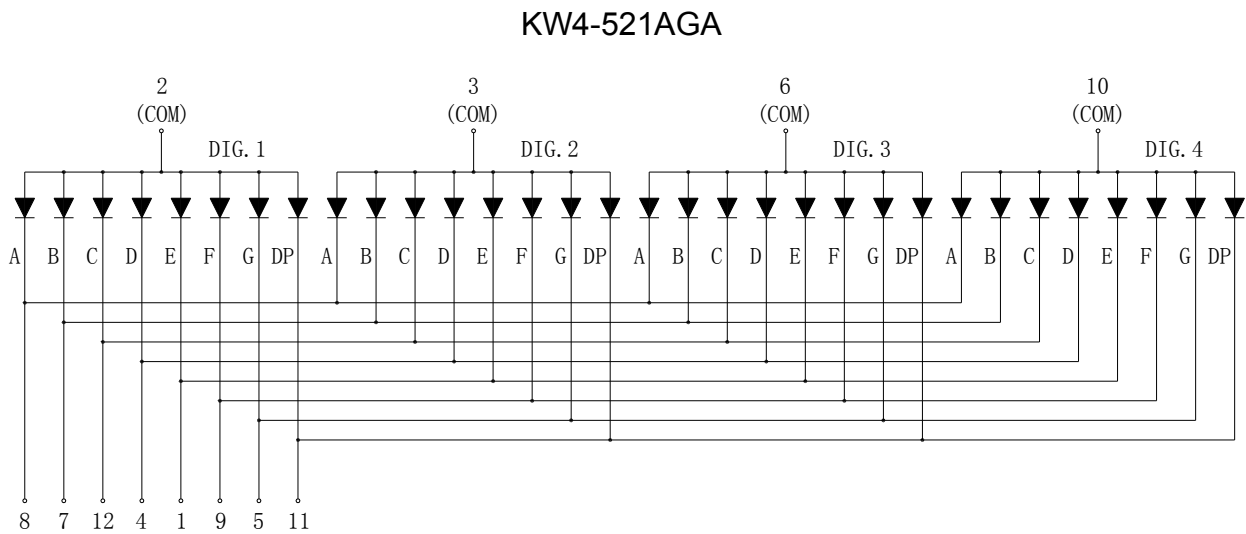 KW4-521AGA
2 3 6 10
(COM) (COM) (COM) (COM)
DIG.1 DIG.2 DIG.3 DIG.4
A B C D E F G DP A B C D E F G DP A B C D E F G DP A B C D E F G DP
8 7 12 4 1 9 5 11